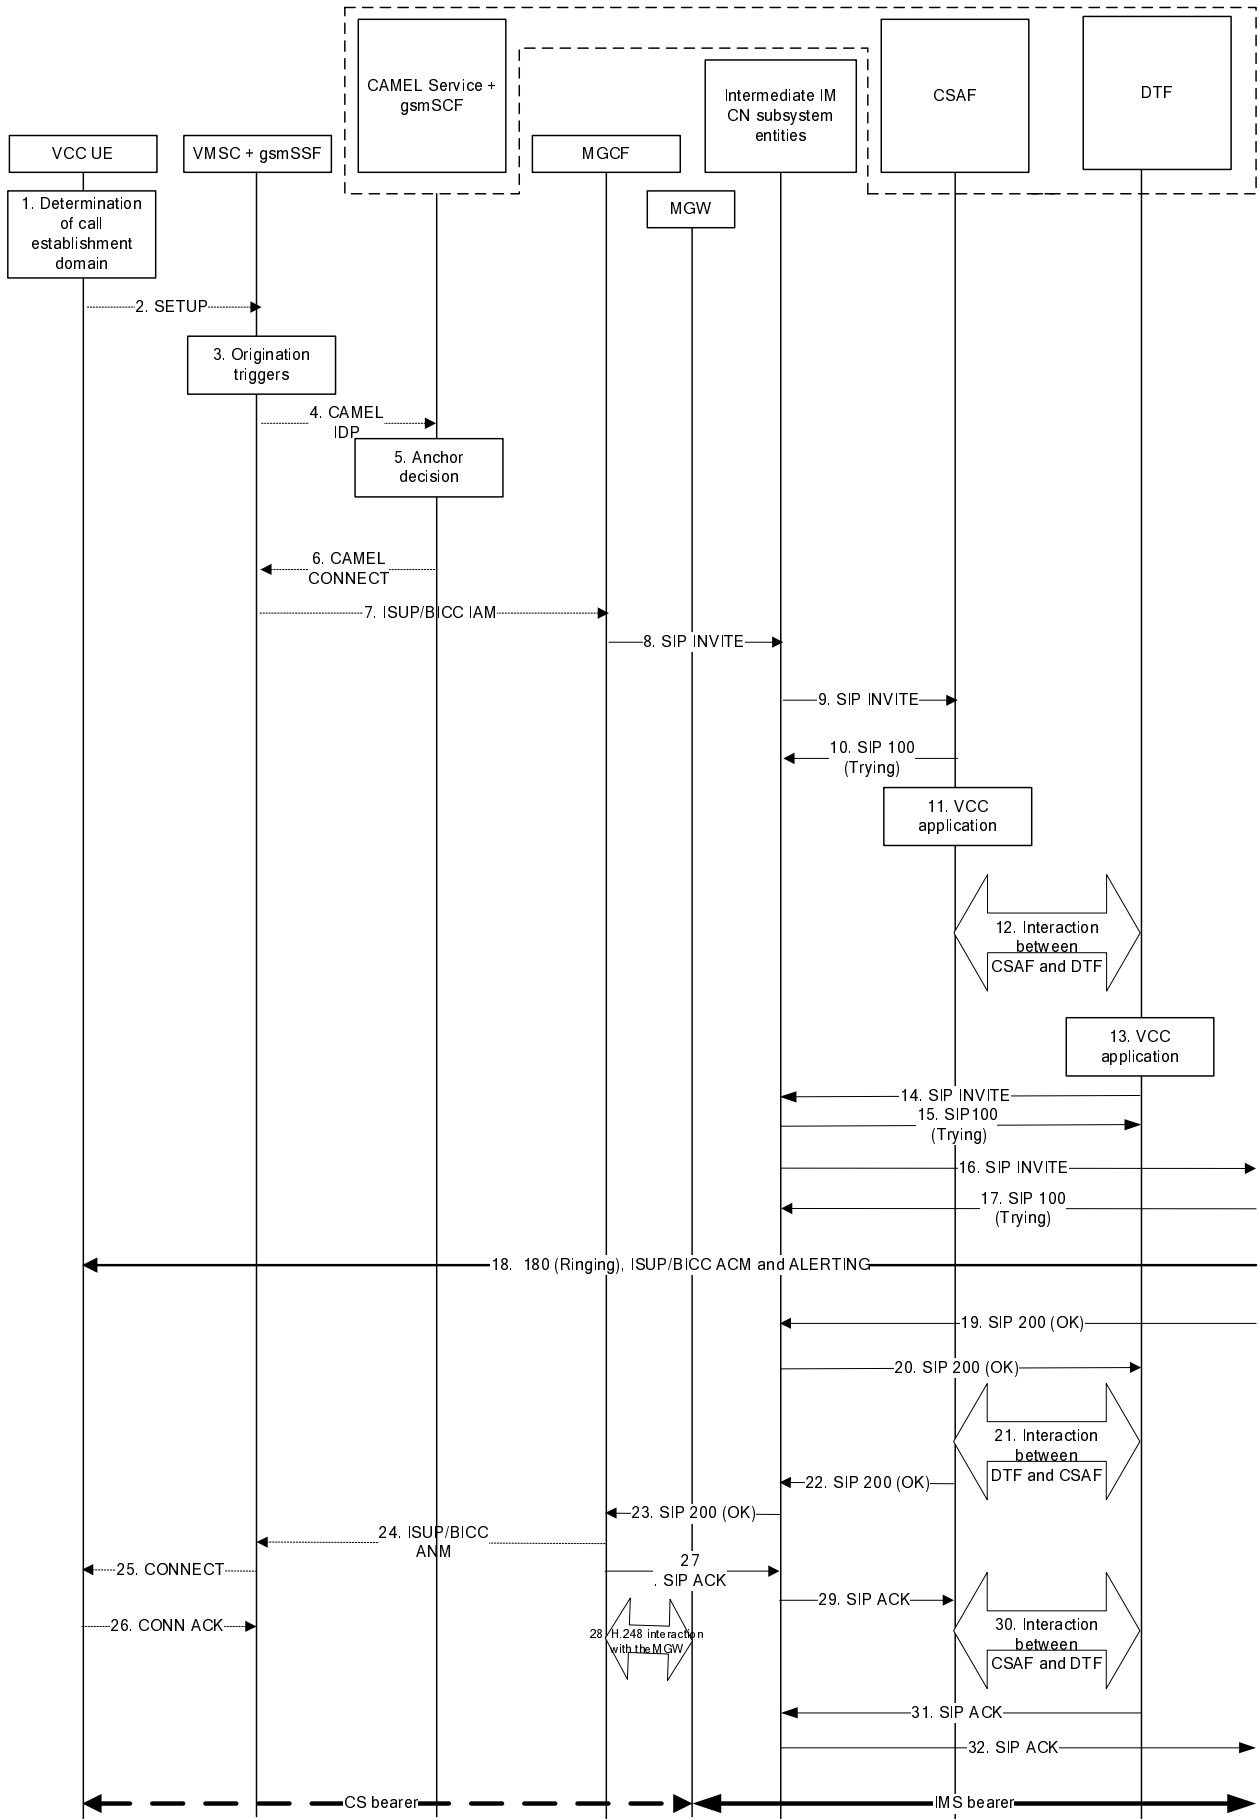 CAMEL Service +
gsmSCF
Intermediate IM
CN subsystem
entities
CSAF
DTF
VCC UE
VMSC + gsmSSF
MGCF
MGW
1. Determination
of call
establishment
domain
2. SETUP
3. Origination
triggers
4. CAMEL
IDP
5. Anchor
decision
6. CAMEL
CONNECT
7. ISUP/BICC IAM
8. SIP INVITE
9. SIP INVITE
10. SIP 100
(Trying)
11. VCC
application
12. Interaction
between
CSAF and DTF
13. VCC
application
14. SIP INVITE
15. SIP100
(Trying)
16. SIP INVITE
17. SIP 100
(Trying)
18. 180 (Ringing), ISUP/BICC ACM and ALERTING
19. SIP 200 (OK)
20. SIP 200 (OK)
21. Interaction
between
DTF and CSAF
22. SIP 200 (OK)
23. SIP 200 (OK)
24. ISUP/BICC
ANM
25. CONNECT
27
. SIP ACK
26. CONN ACK
28 H.248 interaction
with the MGW
29. SIP ACK
30. Interaction
between
CSAF and DTF
31. SIP ACK
32. SIP ACK
CS bearer
IMS bearer